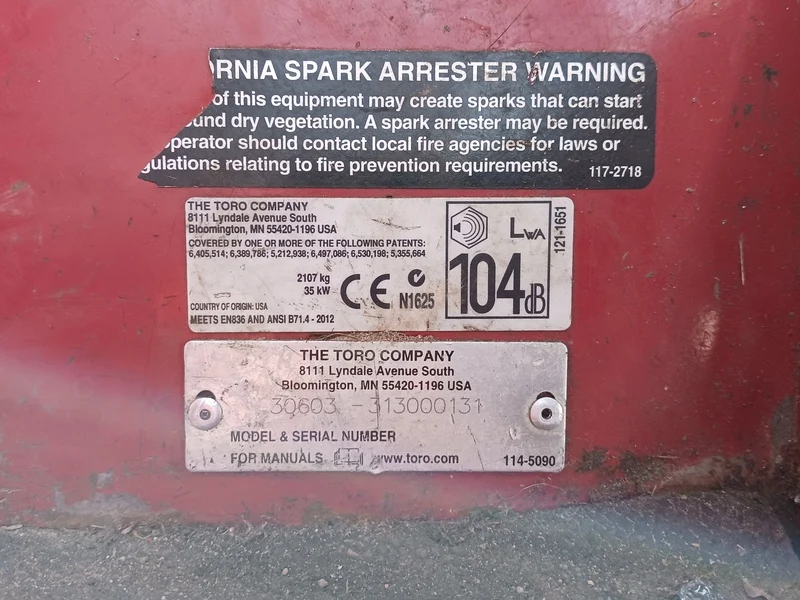 RNIA SPARK ARRESTER WARNING
of this equipment may create sparks that can start
und dry vegetation. A spark arrester may be required.
perator should contact local fire agencies for laws or
gulations relating to fire prevention requirements.
117-2718
THE TORO COMPANY
8111 Lyndale Avenue South
Bloomington, MN 55420-1196 USA
COVERED BY ONE OR MORE OF THE FOLLOWING PATENTS:
6,405,514; 6,389,786; 5,212,938; 6,497,086; 6,530,198; 5,355,664
2107 kg
35 kW
CE
N1625
COUNTRY OF ORIGIN: USA
MEETS EN836 AND ANSI B71.4 - 2012
LWA
104dB
121-1651
THE TORO COMPANY
8111 Lyndale Avenue South
Bloomington, MN 55420-1196 USA
30603 -313000131
MODEL & SERIAL NUMBER
FOR MANUALS www.toro.com
114-5090